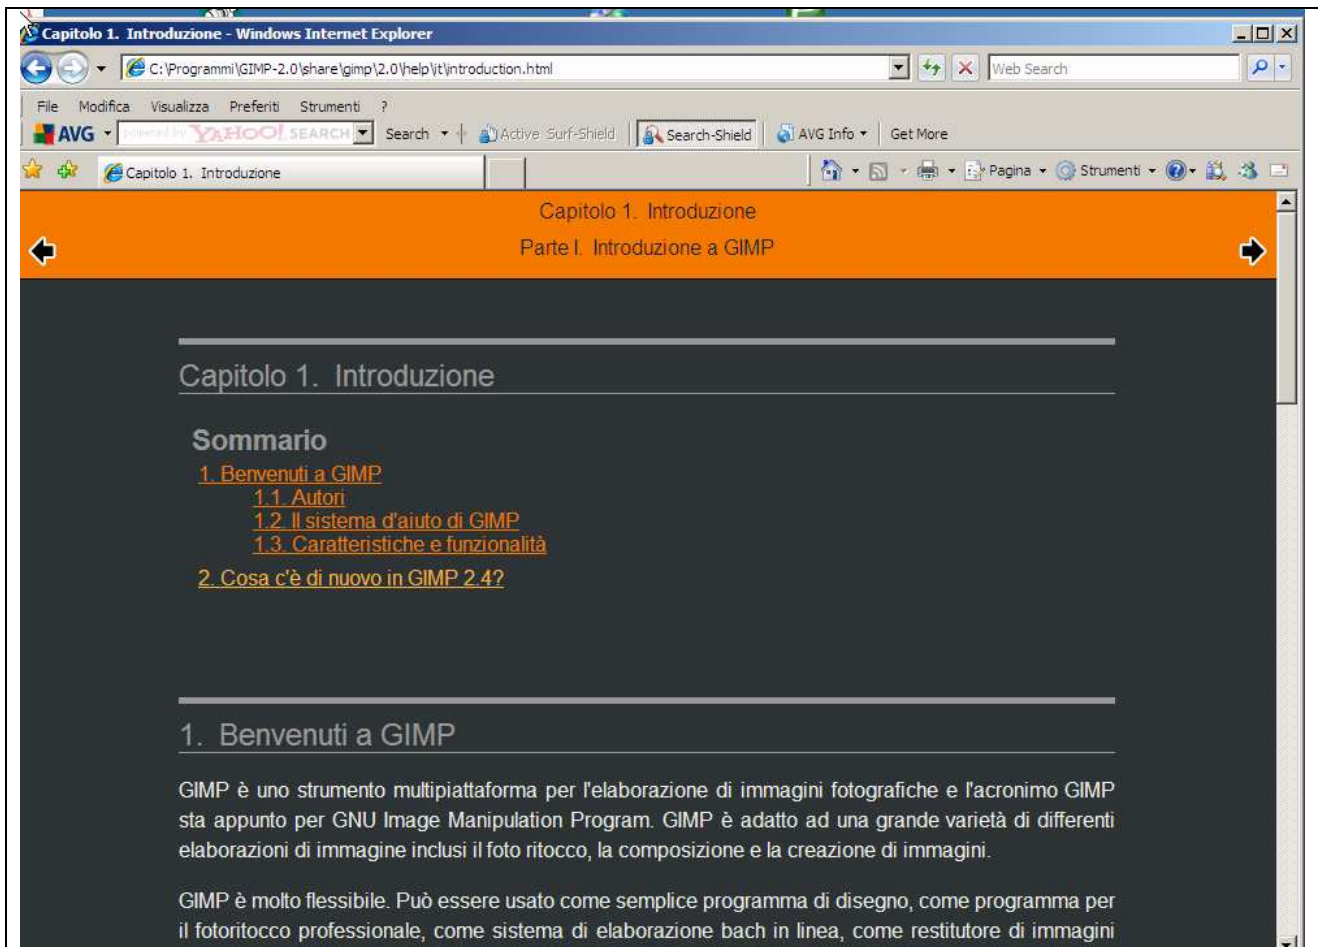 Capitolo 1. Introduzione - Windows Internet Explorer
C:\Programmi\GIMP-2.0\share\gimp\2.0\help\it\introduction.html
Web Search
File Modifica Visualizza Preferiti Strumenti ?
AVG powered by YAHOO! SEARCH Search Active Surf-Shield Search-Shield AVG Info Get More
Capitolo 1. Introduzione
Pagina Strumenti
Capitolo 1. Introduzione
Parte I. Introduzione a GIMP
Capitolo 1. Introduzione
Sommario
1. Benvenuti a GIMP
1.1. Autori
1.2. Il sistema d'aiuto di GIMP
1.3. Caratteristiche e funzionalità
2. Cosa c'è di nuovo in GIMP 2.4?
1. Benvenuti a GIMP
GIMP è uno strumento multipiattaforma per l'elaborazione di immagini fotografiche e l'acronimo GIMP
sta appunto per GNU Image Manipulation Program. GIMP è adatto ad una grande varietà di differenti
elaborazioni di immagine inclusi il foto ritocco, la composizione e la creazione di immagini.
GIMP è molto flessibile. Può essere usato come semplice programma di disegno, come programma per
il fotoritocco professionale, come sistema di elaborazione bach in linea, come restitutore di immagini